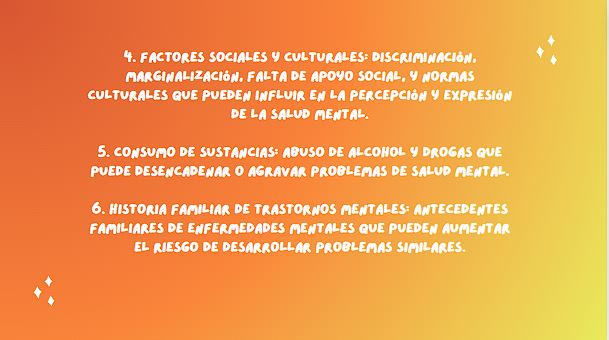 4. FACTORES SOCIALES Y CULTURALES: DISCRIMINACIÓN,
MARGINALIZACIÓN, FALTA DE APOYO SOCIAL, Y NORMAS
CULTURALES QUE PUEDEN INFLUIR EN LA PERCEPCIÓN Y EXPRESIÓN
DE LA SALUD MENTAL.
5. CONSUMO DE SUSTANCIAS: ABUSO DE ALCOHOL Y DROGAS QUE
PUEDE DESENCADENAR O AGRAVAR PROBLEMAS DE SALUD MENTAL.
6. HISTORIA FAMILIAR DE TRASTORNOS MENTALES: ANTECEDENTES
FAMILIARES DE ENFERMEDADES MENTALES QUE PUEDEN AUMENTAR
EL RIESGO DE DESARROLLAR PROBLEMAS SIMILARES.